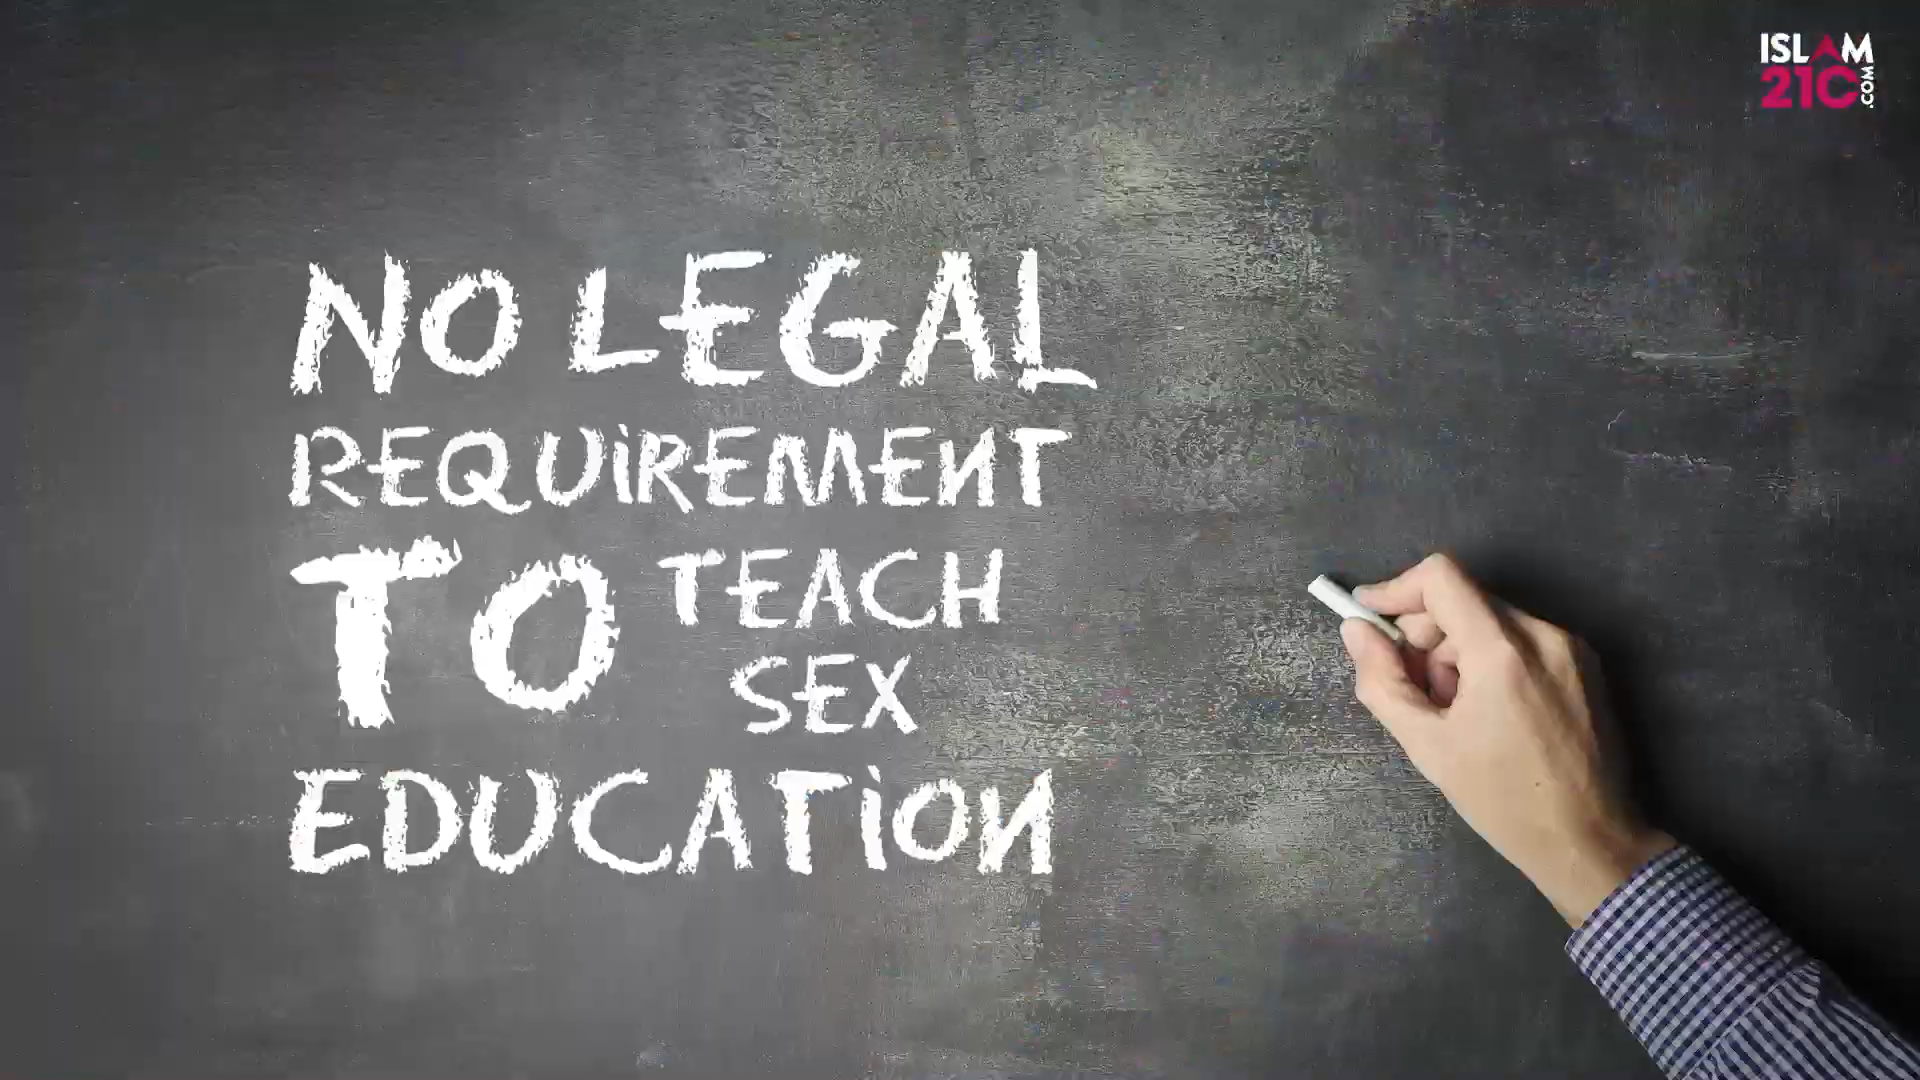 ISLAM
21C.COM
NO LEGAL
REQUiREMENT
TO TEACH
SEX
EDUCATiON